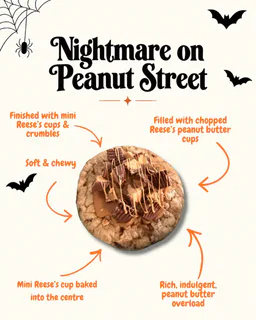 Nightmare on
Peanut Street
Finished with mini
Reese's cups &
crumbles
Filled with chopped
Reese's peanut butter
cups
Soft & chewy
Mini Reese's cup baked
into the centre
Rich, indulgent,
peanut butter
overload